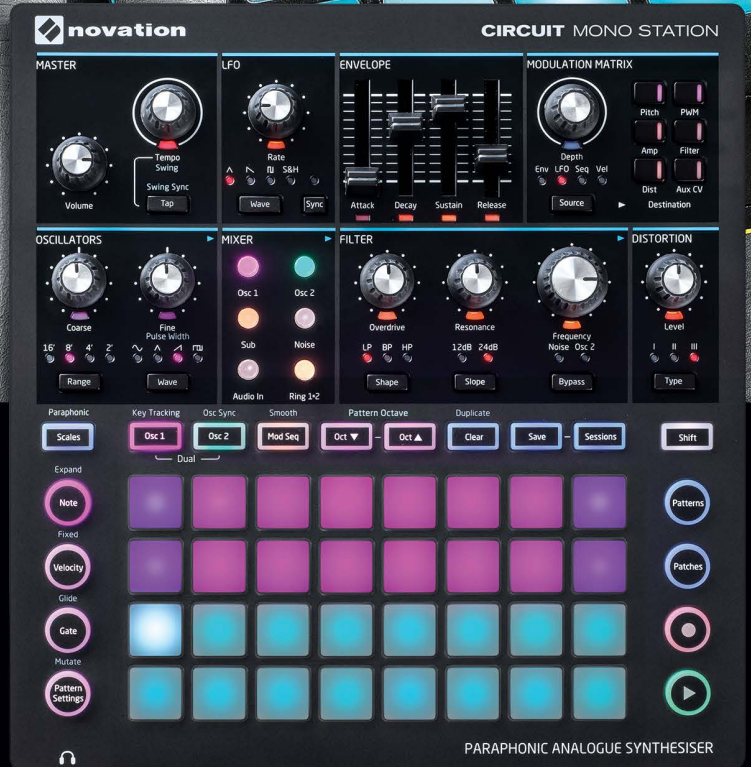 novation
CIRCUIT MONO STATION
MASTER
Volume
Tempo
Swing
Swing Sync
Tap
LFO
Rate
S&H
Wave
Sync
ENVELOPE
Attack Decay Sustain Release
MODULATION MATRIX
Depth
Env LFO Seq Vel
Source
Pitch PWM
Amp Filter
Dist Aux CV
Destination
OSCILLATORS
Coarse
Fine
Pulse Width
16' 8' 4' 2'
Range
Wave
MIXER
Osc 1 Osc 2
Sub Noise
Audio In Ring 1*2
FILTER
Overdrive
Resonance
Frequency
LP BP HP
12dB 24dB
Noise Osc 2
Shape
Slope
Bypass
DISTORTION
Level
I II III
Type
Paraphonic Key Tracking Osc Sync Smooth Pattern Octave Duplicate
Scales Osc 1 Osc 2 Mod Seq Oct ▼ - Oct ▲ Clear Save - Sessions Shift
Dual
Expand
Note
Fixed
Velocity
Glide
Gate
Mutate
Pattern
Settings
Patterns
Patches
PARAPHONIC ANALOGUE SYNTHESISER